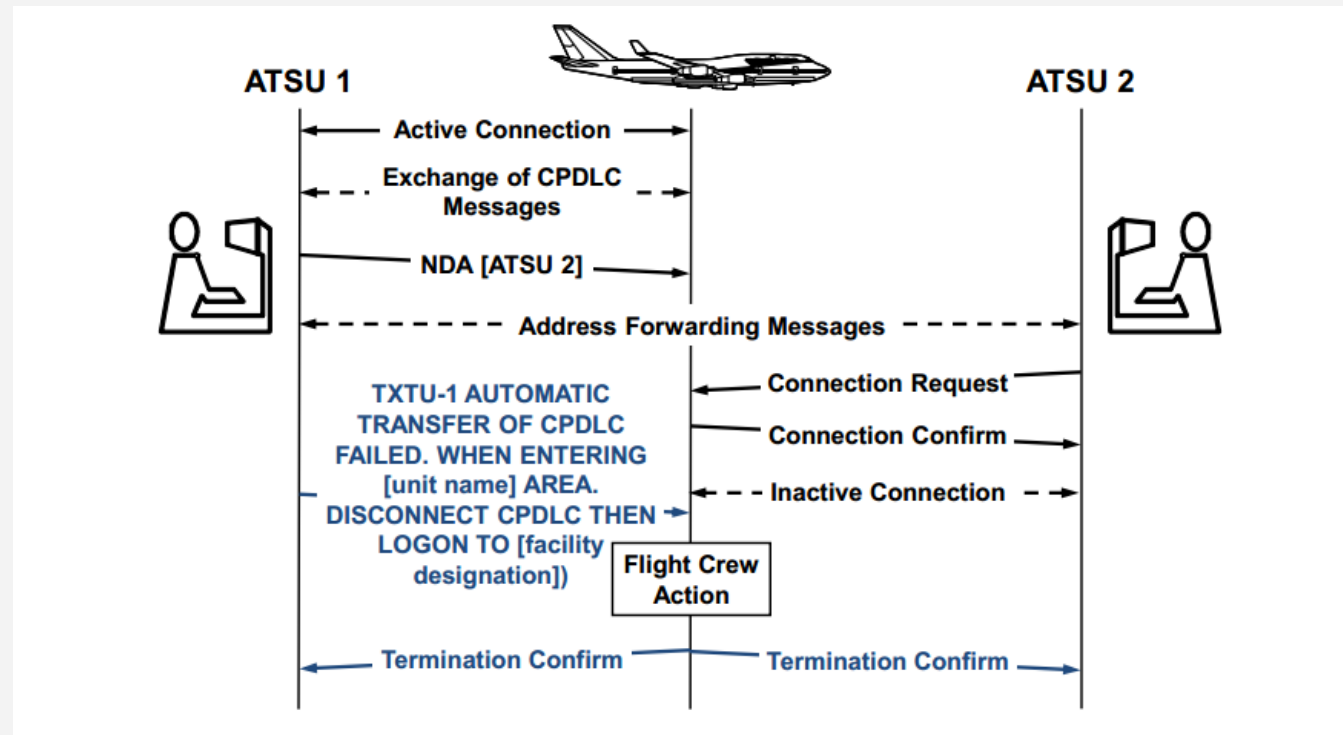 ATSU 1
ATSU 2
Active Connection
Exchange of CPDLC
Messages
NDA [ATSU 2]
Address Forwarding Messages
Connection Request
TXTU-1 AUTOMATIC
TRANSFER OF CPDLC
FAILED. WHEN ENTERING
[unit name] AREA.
DISCONNECT CPDLC THEN
LOGON TO [facility
designation])
Connection Confirm
Inactive Connection
Flight Crew
Action
Termination Confirm
Termination Confirm